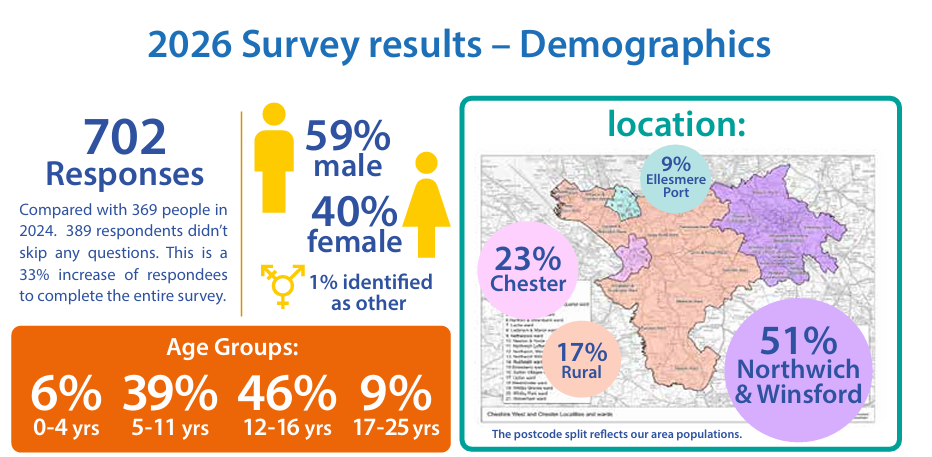 2026 Survey results – Demographics
702
Responses
Compared with 369 people in
2024. 389 respondents didn't
skip any questions. This is a
33% increase of respondees
to complete the entire survey.
59%
male
40%
female
1% identified
as other
Age Groups:
6% 39% 46% 9%
0-4 yrs 5-11 yrs 12-16 yrs 17-25 yrs
location:
9%
Ellesmere
Port
23%
Chester
17%
Rural
51%
Northwich
& Winsford
Cheshire West and Chester Localities and wards
The postcode split reflects our area populations.